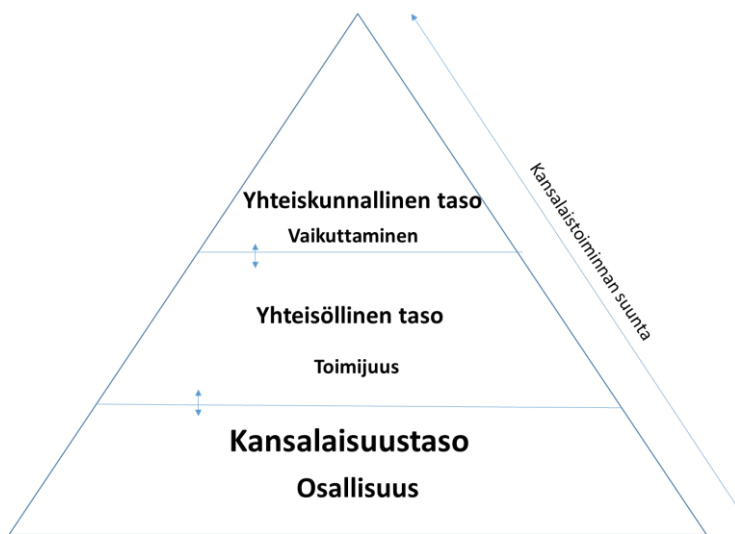 Yhteiskunnallinen taso
Vaikuttaminen
Kansalaistoiminnan suunta
Yhteisöllinen taso
Toimijuus
Kansalaisuustaso
Osallisuus